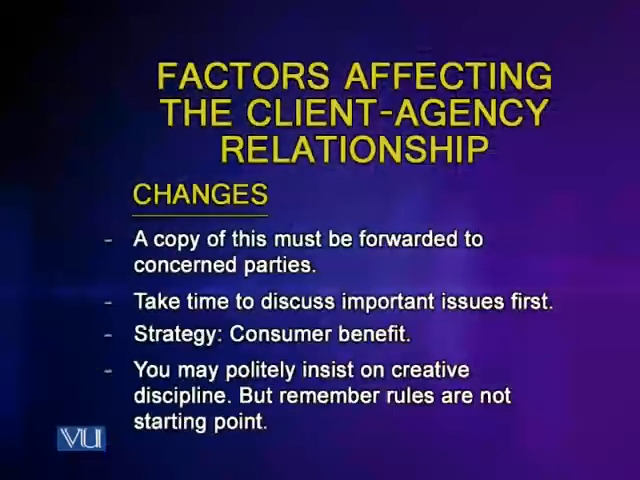 FACTORS AFFECTING
THE CLIENT-AGENCY
RELATIONSHIP
CHANGES
- A copy of this must be forwarded to
concerned parties.
- Take time to discuss important issues first.
- Strategy: Consumer benefit.
- You may politely insist on creative
discipline. But remember rules are not
starting point.
VU